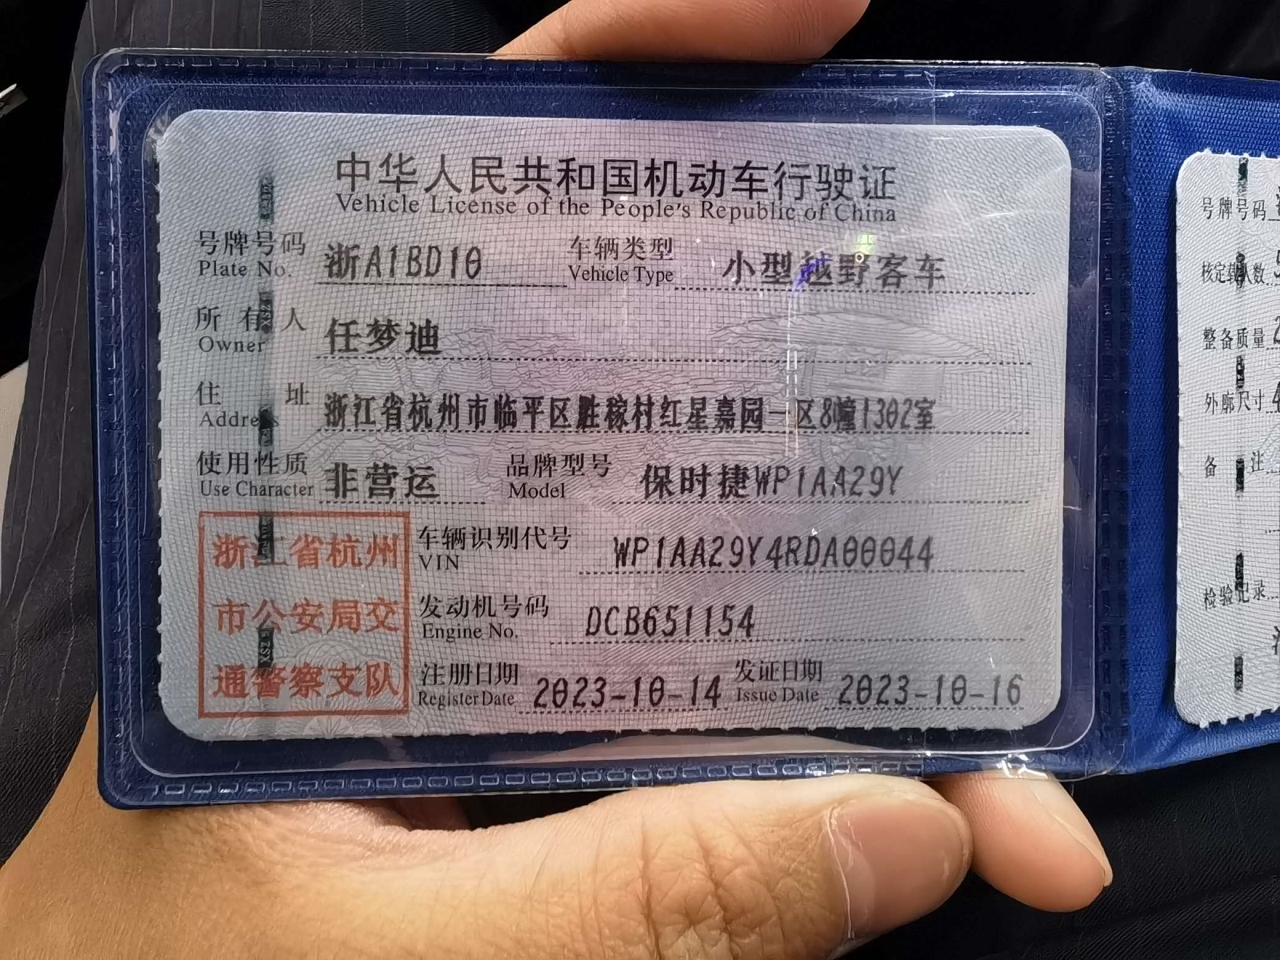 中华人民共和国机动车行驶证
Vehicle License of the People's Republic of China
号牌号码 Plate No. 浙A1BD10 车辆类型 Vehicle Type 小型越野客车
所有人 Owner 任梦迪
住址 Address 浙江省杭州市临平区胜稼村红星嘉园一区8幢1302室
使用性质 Use Character 非营运 品牌型号 Model 保时捷WP1AA29Y
浙江省杭州市公安局交通警察支队
车辆识别代号 VIN WP1AA29Y4RDA00044
发动机号码 Engine No. DCB651154
注册日期 Register Date 2023-10-14 发证日期 Issue Date 2023-10-16
号牌号码
核定载人数
整备质量
外廓尺寸
备注
检验记录